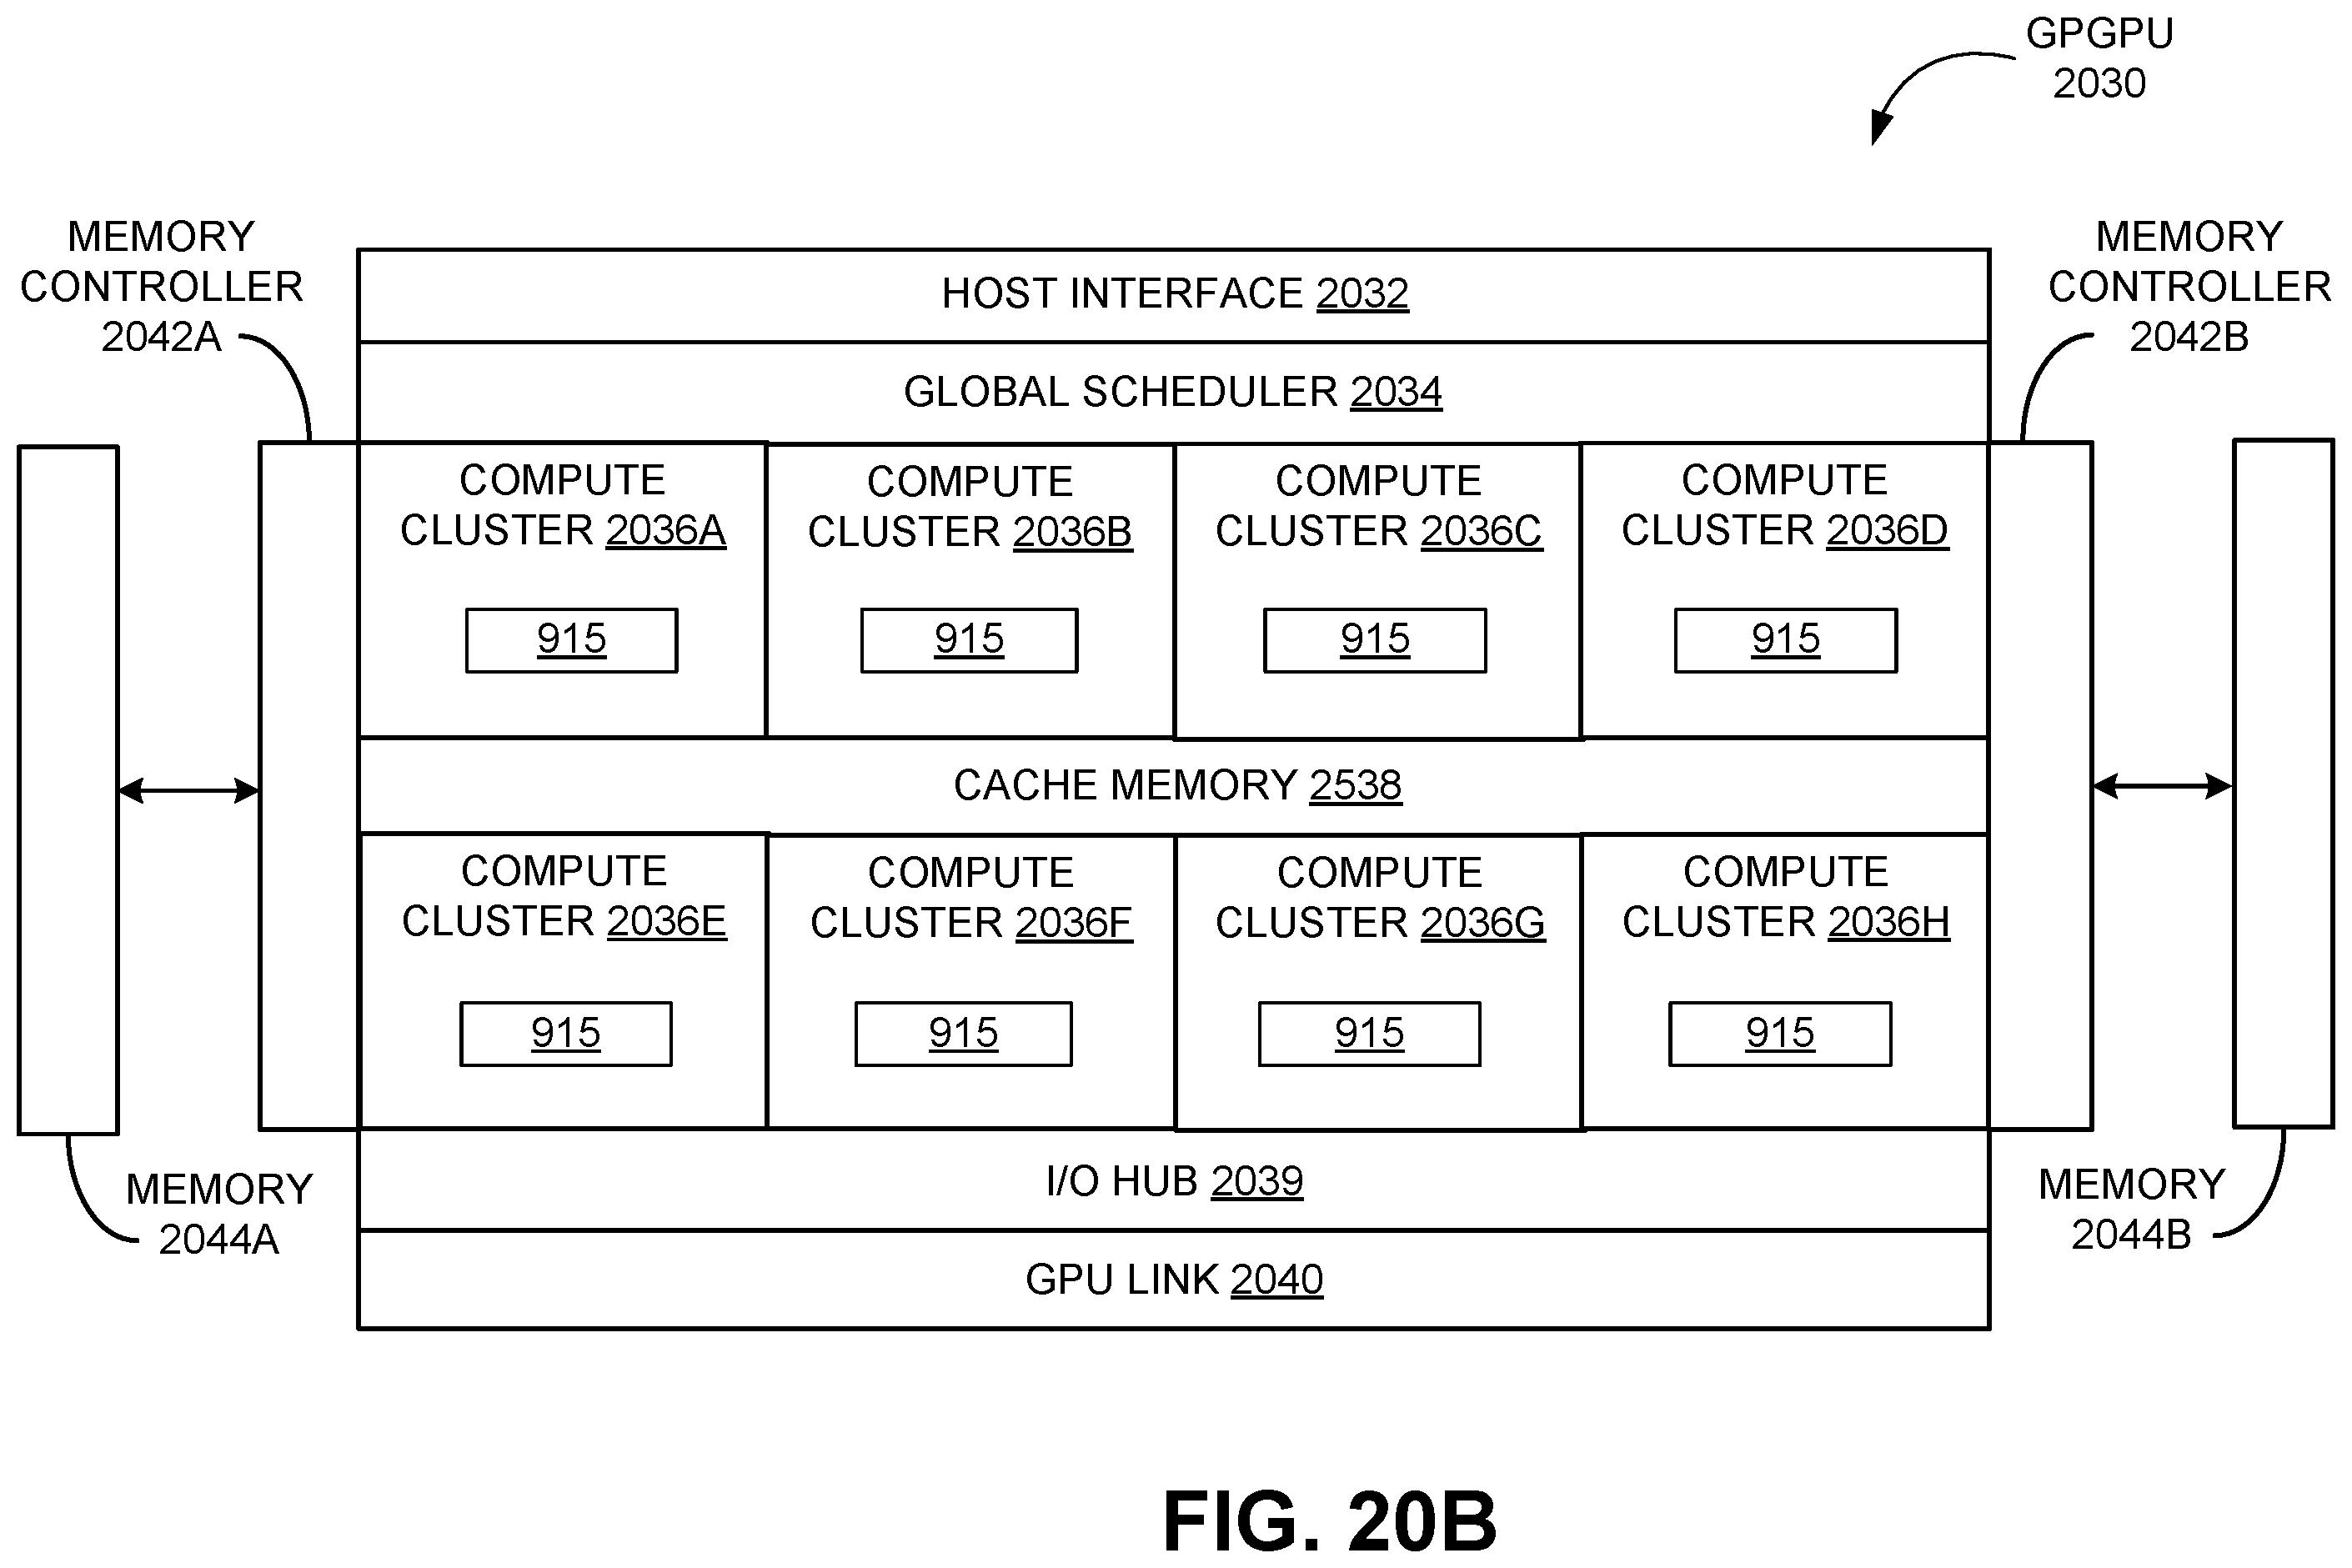 GPGPU
2030
MEMORY
CONTROLLER
2042A
MEMORY
CONTROLLER
2042B
HOST INTERFACE 2032
GLOBAL SCHEDULER 2034
COMPUTE
CLUSTER 2036A
915
COMPUTE
CLUSTER 2036B
915
COMPUTE
CLUSTER 2036C
915
COMPUTE
CLUSTER 2036D
915
CACHE MEMORY 2538
COMPUTE
CLUSTER 2036E
915
COMPUTE
CLUSTER 2036F
915
COMPUTE
CLUSTER 2036G
915
COMPUTE
CLUSTER 2036H
915
I/O HUB 2039
MEMORY
2044A
MEMORY
2044B
GPU LINK 2040
FIG. 20B